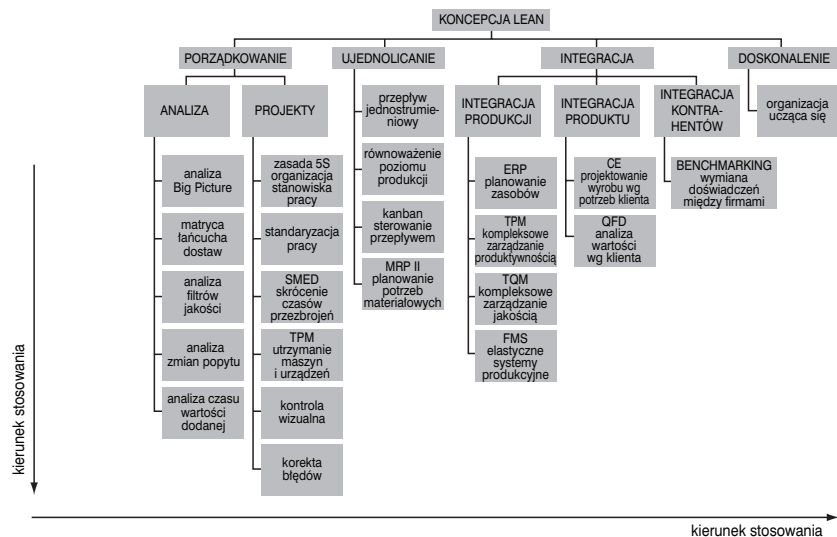 KONCEPCJA LEAN
PORZĄDKOWANIE
UJEDNOLICANIE
INTEGRACJA
DOSKONALENIE
ANALIZA
PROJEKTY
przepływ
jednostrumie-
niowy
INTEGRACJA
PRODUKCJI
INTEGRACJA
PRODUKTU
INTEGRACJA
KONTRA-
HENTÓW
organizacja
ucząca się
analiza
Big Picture
matryca
łańcucha
dostaw
analiza
filtrów
jakości
analiza
zmian popytu
analiza czasu
wartości
dodanej
zasada 5S
organizacja
stanowiska
pracy
standaryzacja
pracy
SMED
skrócenie
czasów
przezbrojeń
TPM
utrzymanie
maszyn
i urządzeń
kontrola
wizualna
korekta
błędów
równoważenie
poziomu
produkcji
kanban
sterowanie
przepływem
MRP II
planowanie
potrzeb
materiałowych
ERP
planowanie
zasobów
TPM
kompleksowe
zarządzanie
produktywnością
TQM
kompleksowe
zarządzanie
jakością
FMS
elastyczne
systemy
produkcyjne
CE
projektowanie
wyrobu wg
potrzeb klienta
QFD
analiza
wartości
wg klienta
BENCHMARKING
wymiana
doświadczeń
między firmami
kierunek stosowania
kierunek stosowania